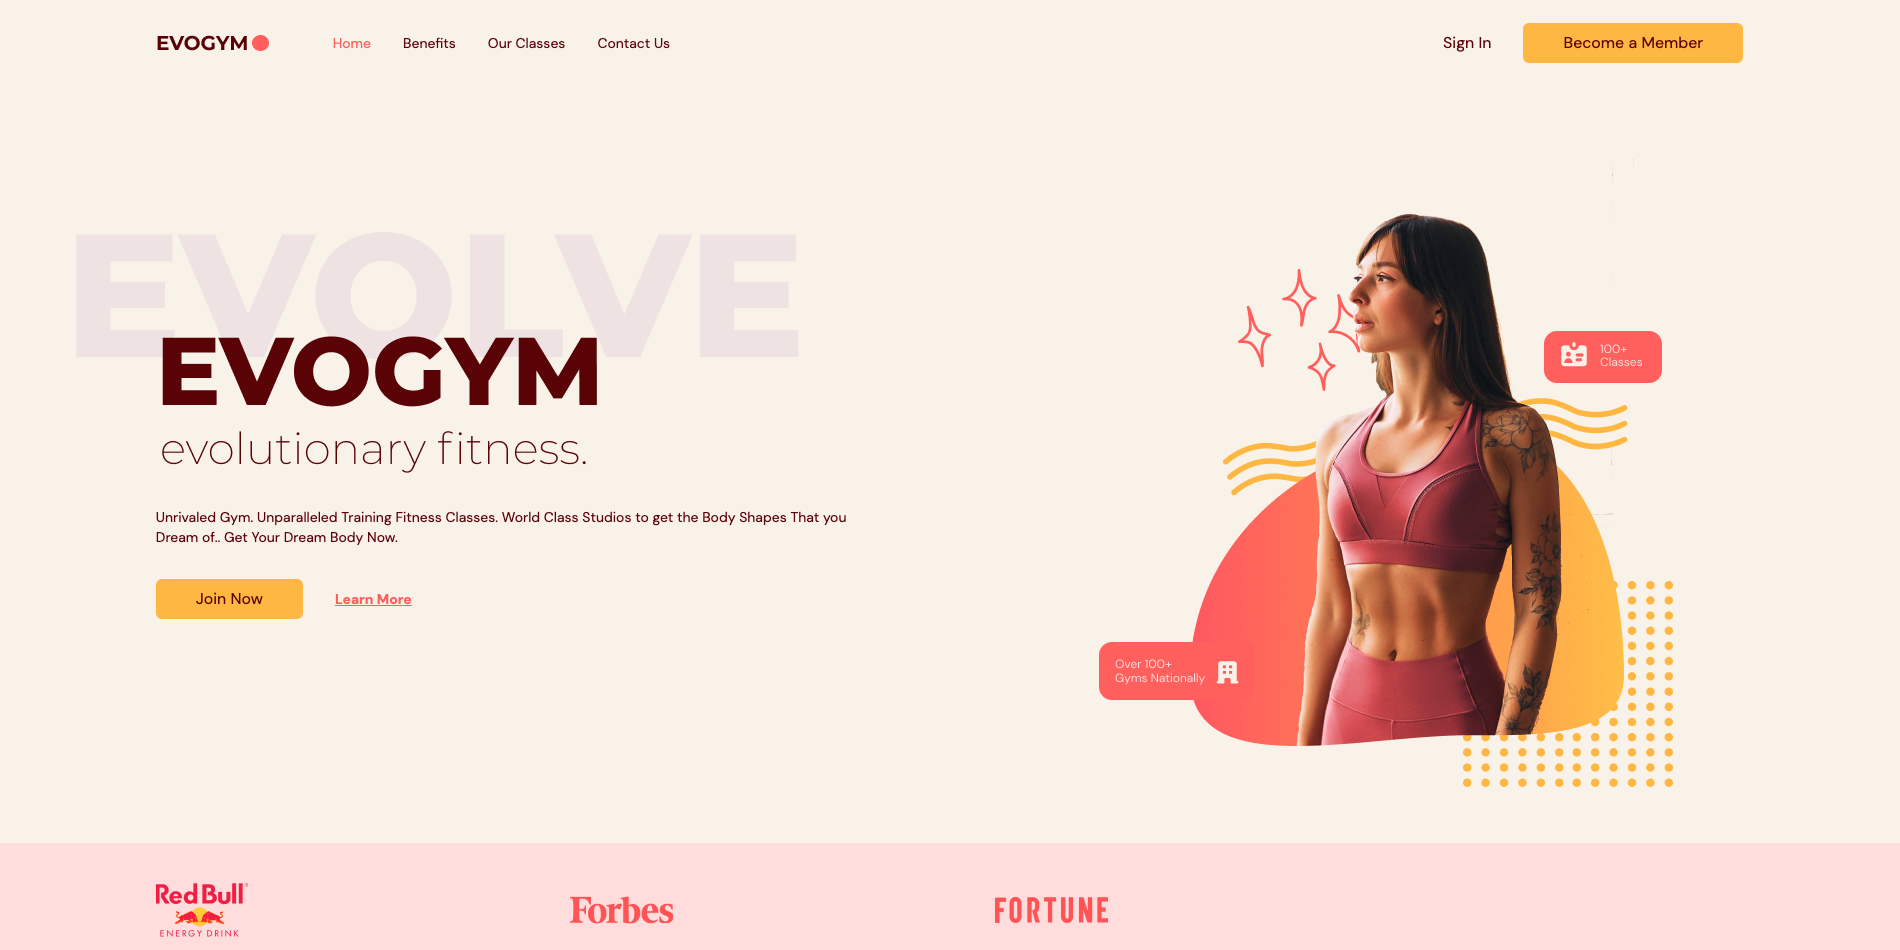 EVOGYM
Home
Benefits
Our Classes
Contact Us
Sign In
Become a Member
EVOLVE
EVOGYM
evolutionary fitness.
Unrivaled Gym. Unparalleled Training Fitness Classes. World Class Studios to get the Body Shapes That you
Dream of.. Get Your Dream Body Now.
Join Now
Learn More
100+
Classes
Over 100+
Gyms Nationally
Red Bull®
ENERGY DRINK
Forbes
FORTUNE